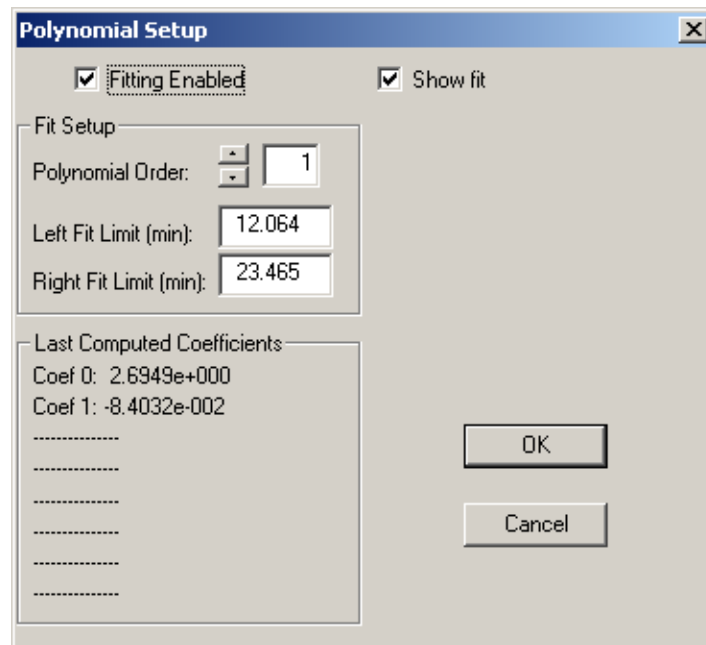 Polynomial Setup
Fitting Enabled Show fit
Fit Setup
Polynomial Order: 1
Left Fit Limit (min): 12.064
Right Fit Limit (min): 23.465
Last Computed Coefficients
Coef 0: 2.6949e+000
Coef 1: -8.4032e-002
---------------
---------------
---------------
---------------
---------------
---------------
OK
Cancel